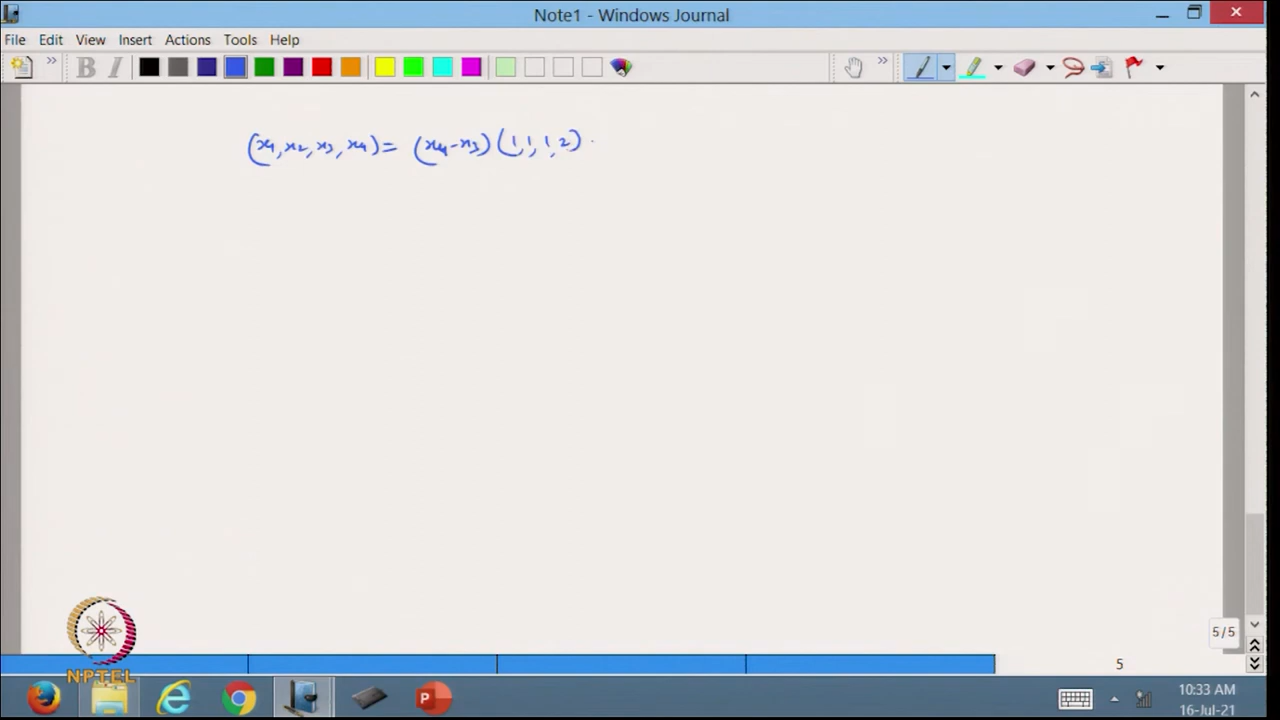 Note1 - Windows Journal
File Edit View Insert Actions Tools Help
B I
(x1, x2, x3, x4) = (x4-x3) (1, 1, 1, 2)
5/5
5
NPTEL
10:33 AM
16-Jul-21